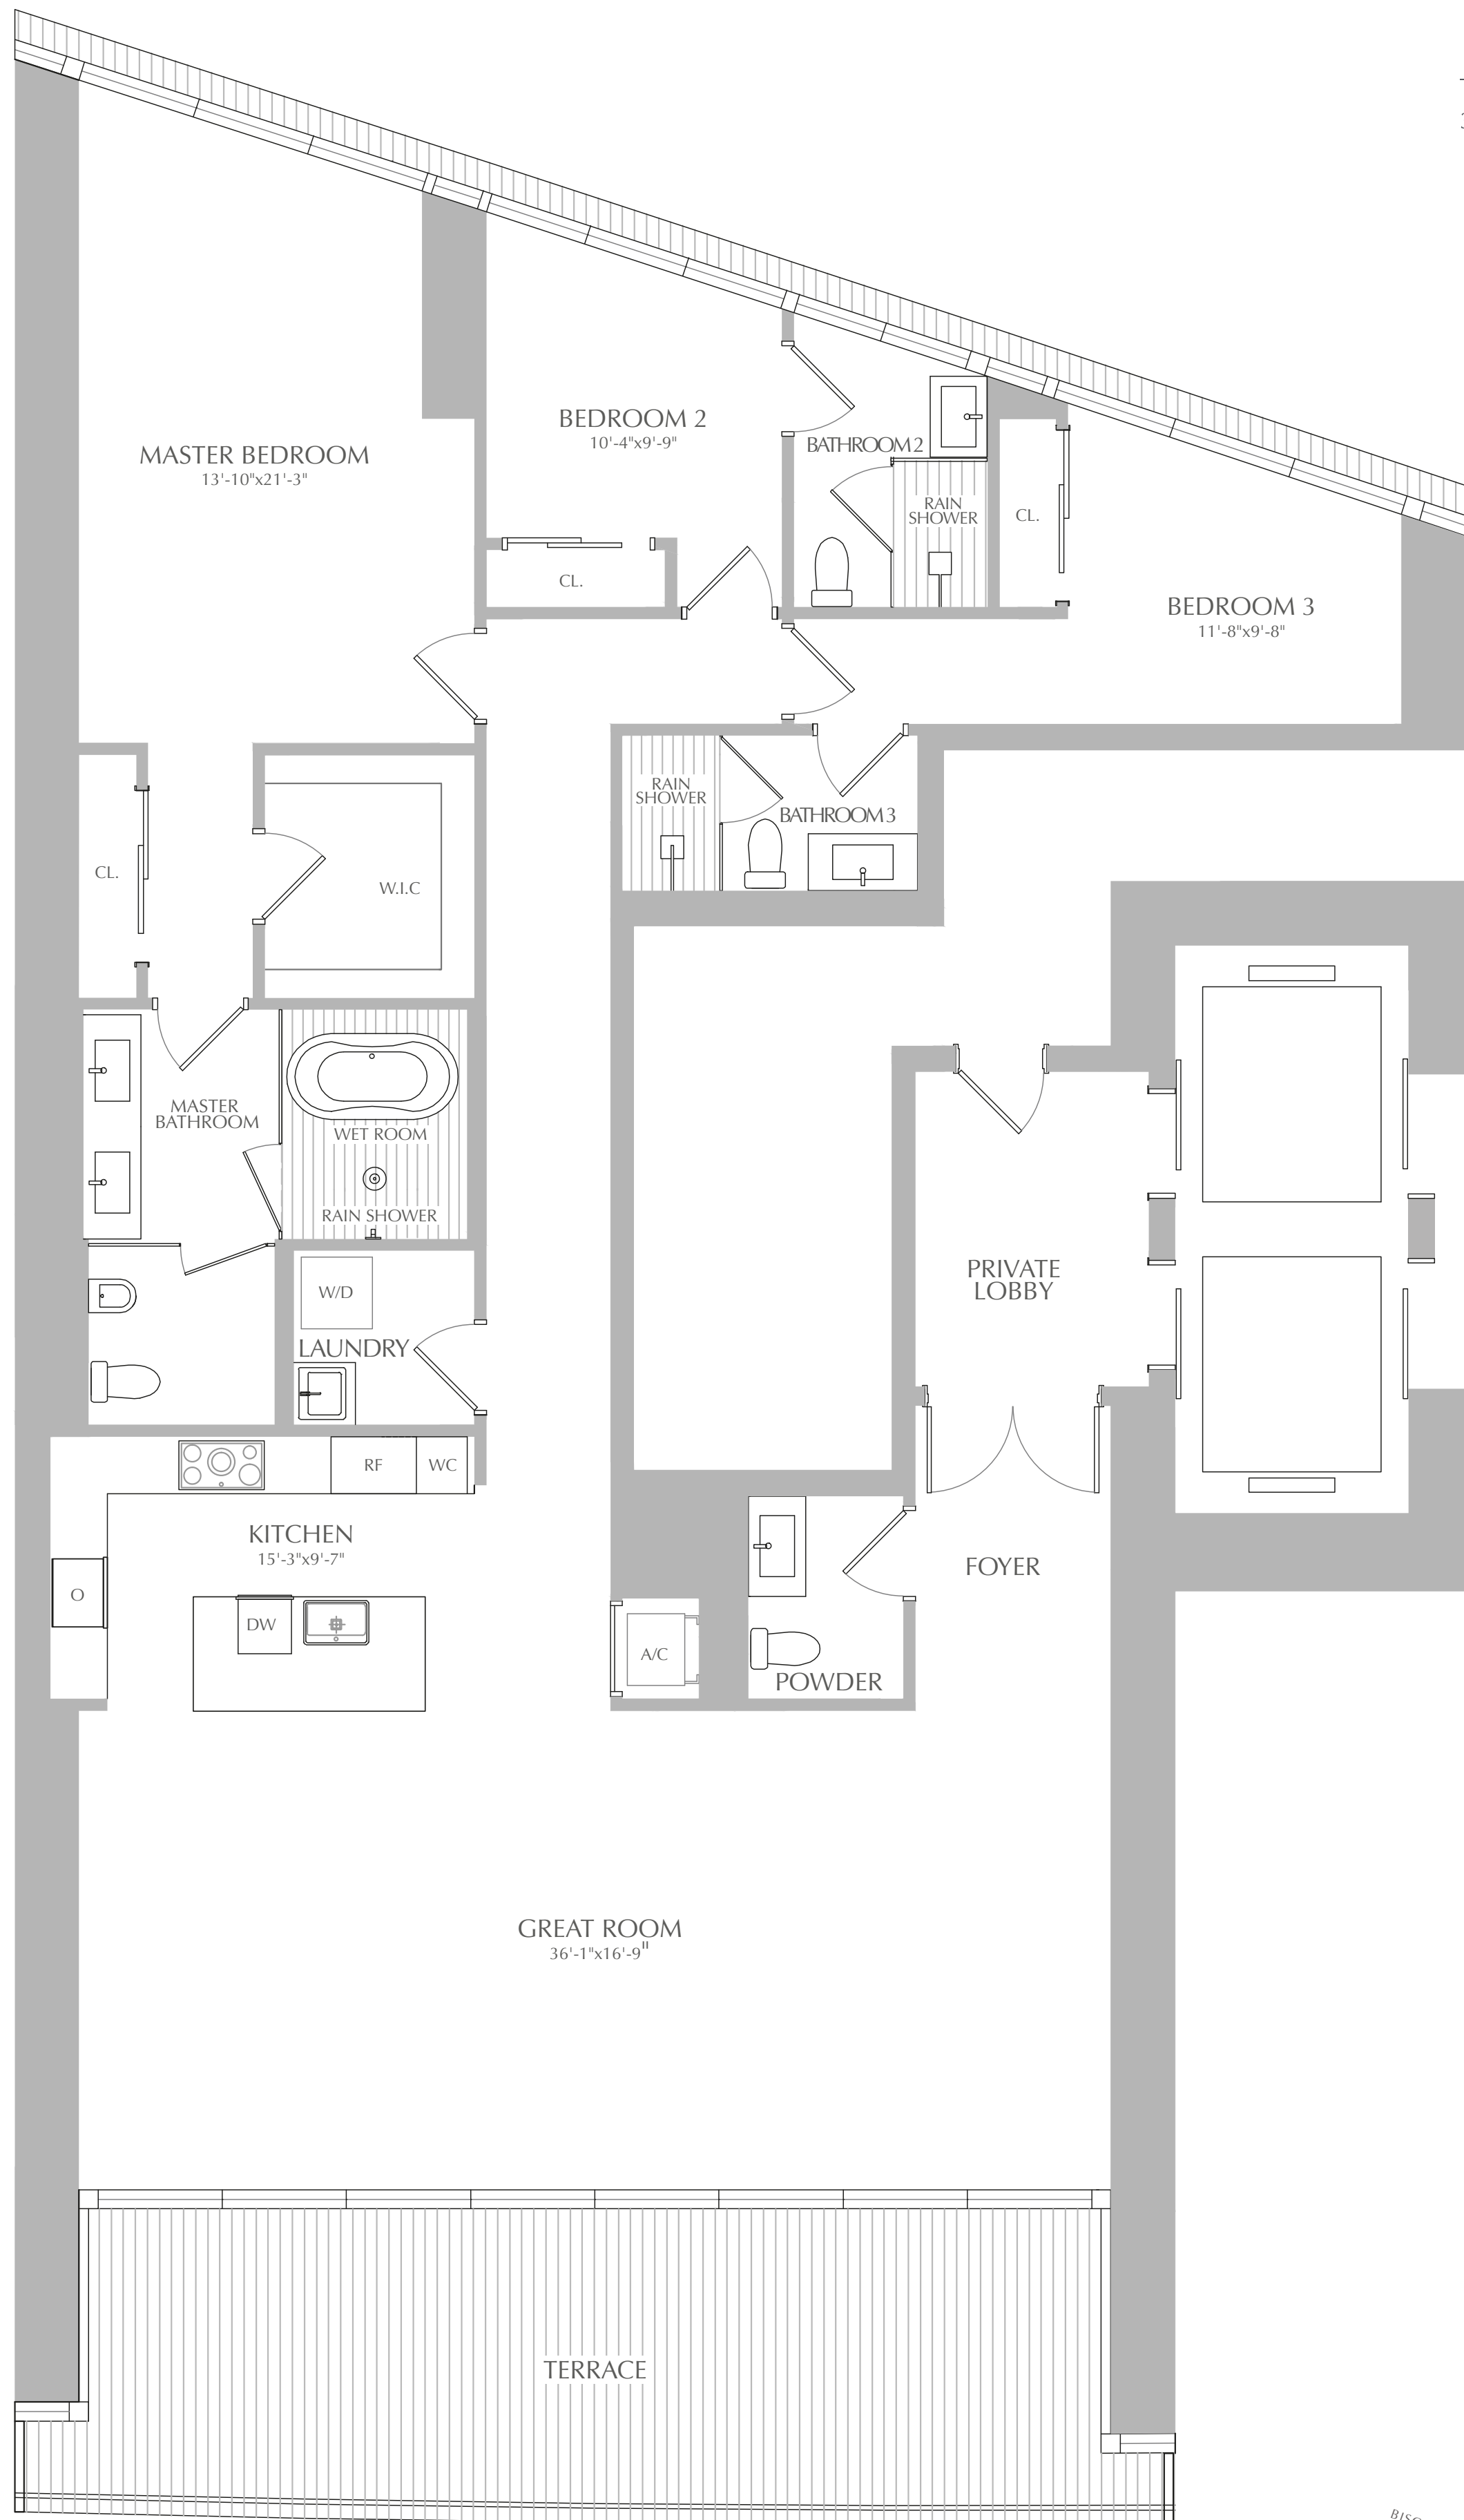 BEDROOM 2
10'-4"x9'-9"
MASTER BEDROOM
13'-10"x21'-3"
BATHROOM 2
RAIN
SHOWER
CL.
CL.
BEDROOM 3
11'-8"x9'-8"
RAIN
SHOWER
BATHROOM 3
CL.
W.I.C
MASTER
BATHROOM
WET ROOM
RAIN SHOWER
PRIVATE
LOBBY
W/D
LAUNDRY
RF
WC
KITCHEN
15'-3"x9'-7"
FOYER
O
DW
A/C
POWDER
GREAT ROOM
36'-1"x16'-9"
TERRACE